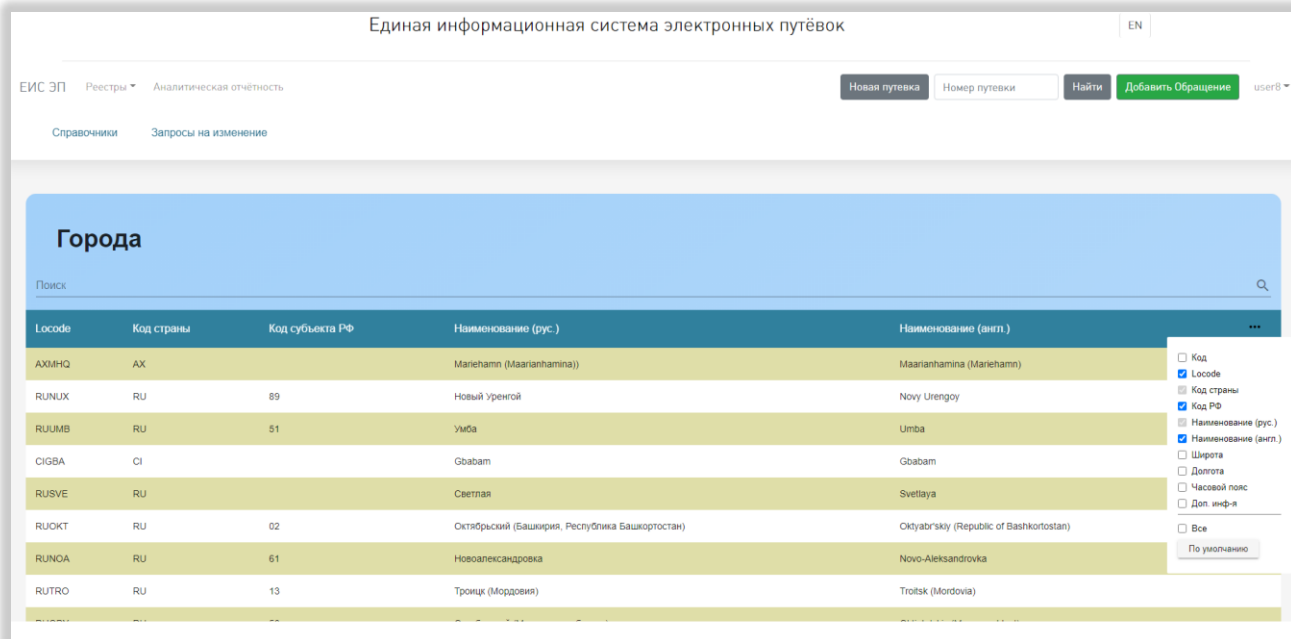 Единая информационная система электронных путёвок
EN
ЕИС ЭП Реестры Аналитическая отчётность Новая путевка Номер путевки Найти Добавить Обращение user8
Справочники Запросы на изменение
Города
Поиск
Locode Код страны Код субъекта РФ Наименование (рус.) Наименование (англ.) •••
AXMHQ AX Mariehamn (Maarianhamina)) Maarianhamina (Mariehamn)
RUNUX RU 89 Новый Уренгой Novy Urengoy
RUUMB RU 51 Умба Umba
CIGBA CI Gbabam Gbabam
RUSVE RU Светлая Svetlaya
RUOKT RU 02 Октябрьский (Башкирия, Республика Башкортостан) Oktyabr'skiy (Republic of Bashkortostan)
RUNOA RU 61 Новоалександровка Novo-Aleksandrovka
RUTRO RU 13 Троицк (Мордовия) Troitsk (Mordovia)
Код
Locode
Код страны
Код РФ
Наименование (рус.)
Наименование (англ.)
Широта
Долгота
Часовой пояс
Доп. инф-я
Все
По умолчанию